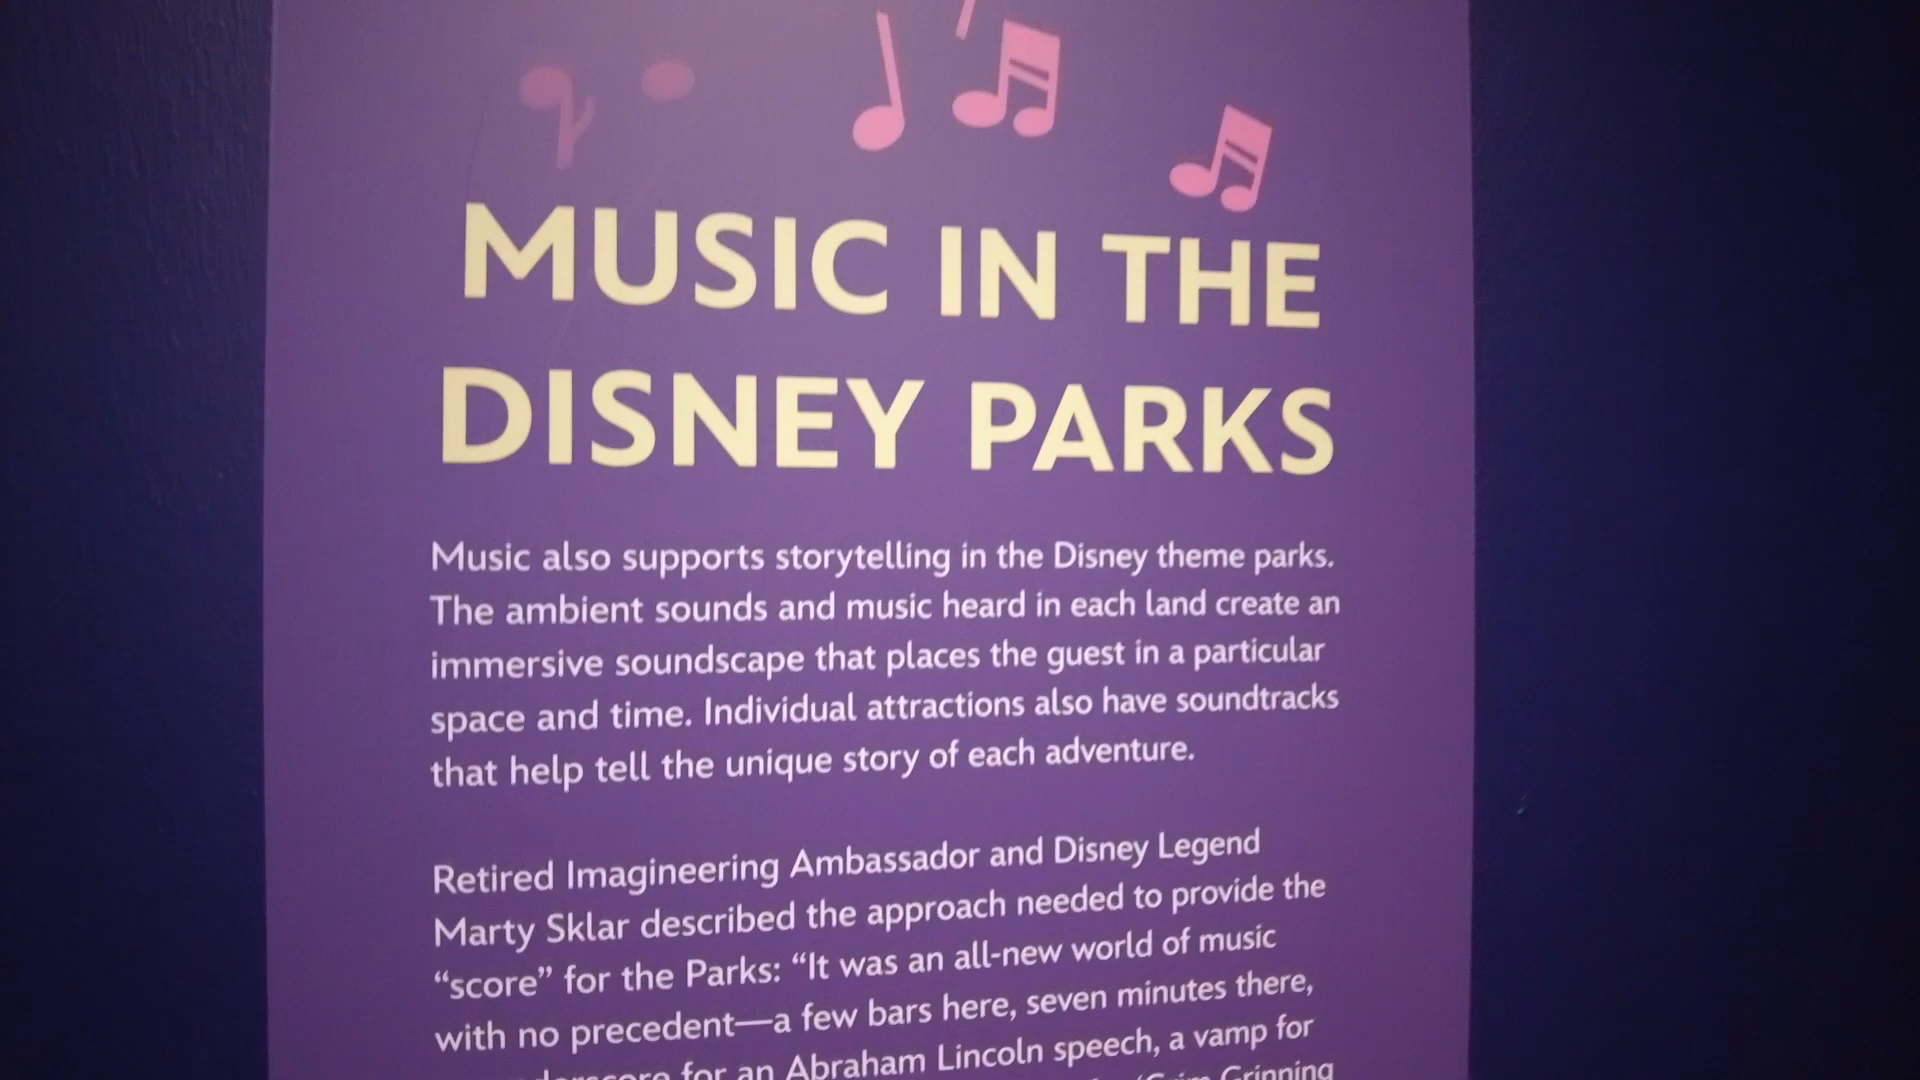 MUSIC IN THE
DISNEY PARKS
Music also supports storytelling in the Disney theme parks.
The ambient sounds and music heard in each land create an
immersive soundscape that places the guest in a particular
space and time. Individual attractions also have soundtracks
that help tell the unique story of each adventure.
Retired Imagineering Ambassador and Disney Legend
Marty Sklar described the approach needed to provide the
“score” for the Parks: “It was an all-new world of music
with no precedent—a few bars here, seven minutes there,
for an Abraham Lincoln speech, a vamp for
Grinning